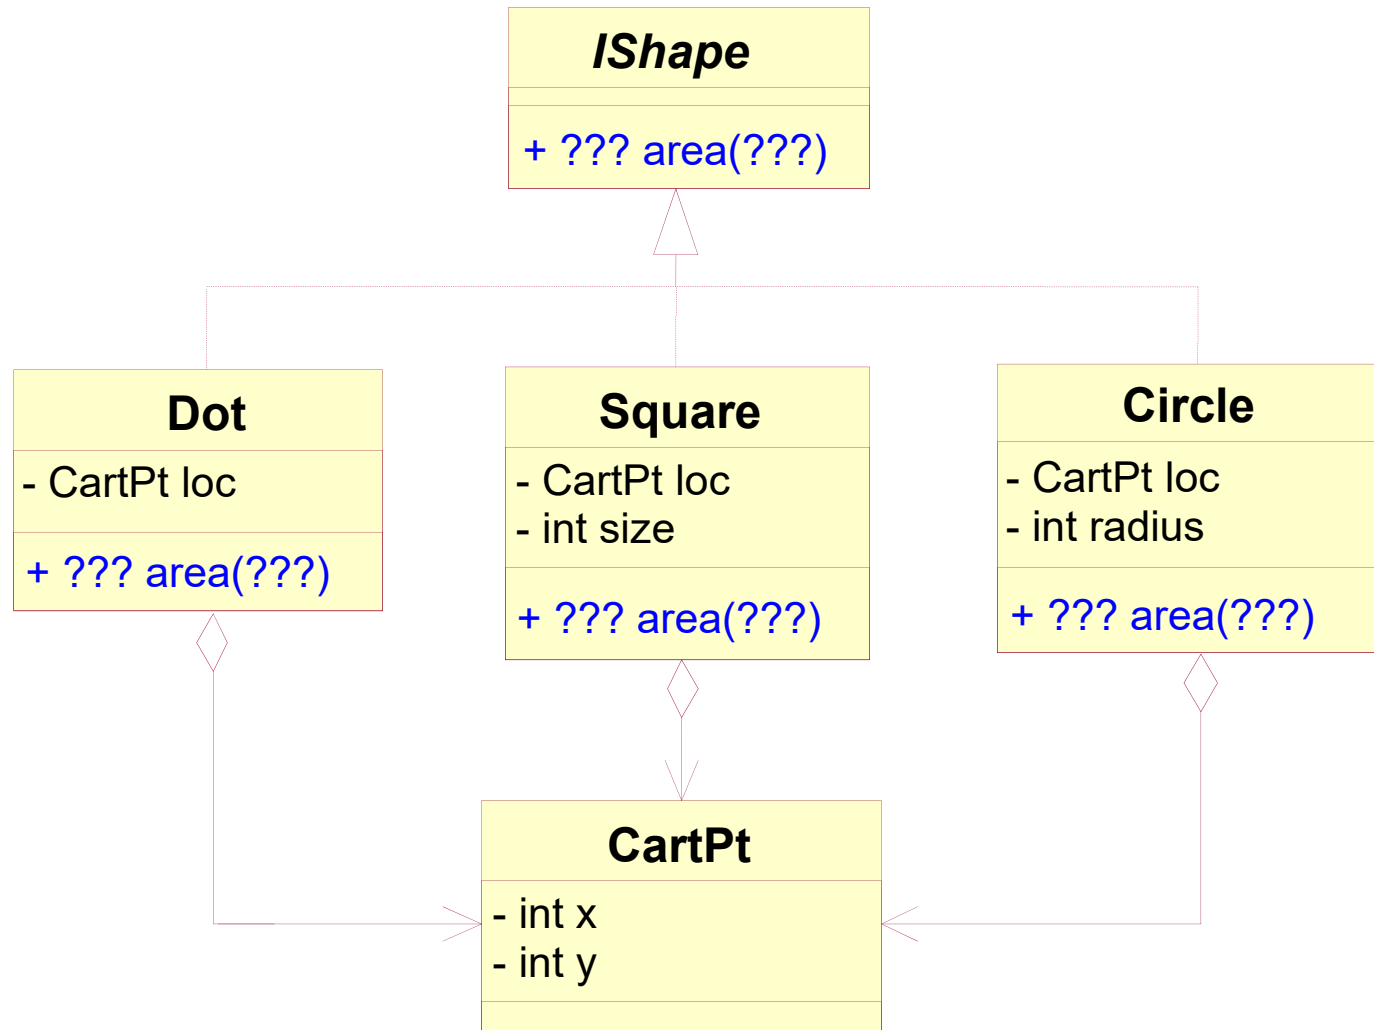 IShape
+ ??? area(???)
Dot
- CartPt loc
+ ??? area(???)
Square
- CartPt loc
- int size
+ ??? area(???)
Circle
- CartPt loc
- int radius
+ ??? area(???)
CartPt
- int x
- int y